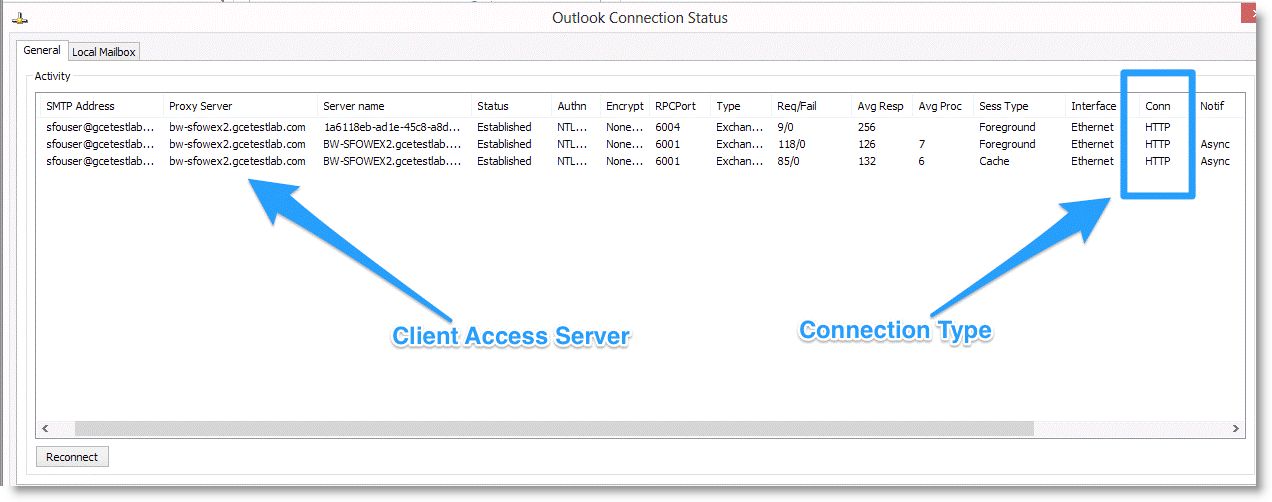 Outlook Connection Status
General Local Mailbox
Activity
SMTP Address Proxy Server Server name Status Authn Encrypt RPCPort Type Req/Fail Avg Resp Avg Proc Sess Type Interface Conn Notif
sfouser@gcetestlab... bw-sfowex2.gcetestlab.com 1a6118eb-ad1e-45c8-a8d... Established NTL... None... 6004 Exchan... 9/0 256 Foreground Ethernet HTTP
sfouser@gcetestlab... bw-sfowex2.gcetestlab.com BW-SFOWEX2.gcetestlab.... Established NTL... None... 6001 Exchan... 118/0 126 7 Foreground Ethernet HTTP Async
sfouser@gcetestlab... bw-sfowex2.gcetestlab.com BW-SFOWEX2.gcetestlab.... Established NTL... None... 6001 Exchan... 85/0 132 6 Cache Ethernet HTTP Async
Client Access Server
Connection Type
Reconnect